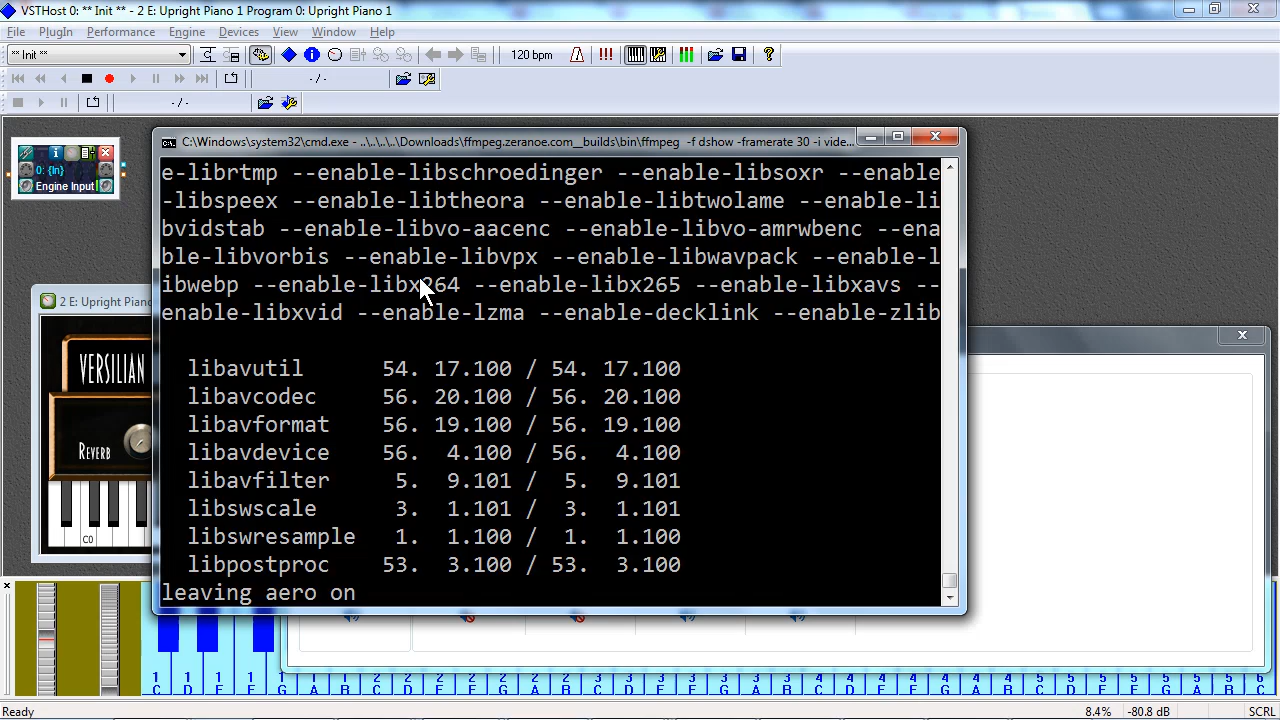 VSTHost 0: ** Init ** - 2 E: Upright Piano 1 Program 0: Upright Piano 1
File PlugIn Performance Engine Devices View Window Help
** Init **
120 bpm
- / -
- / -
0: {In}
Engine Input
C:\Windows\system32\cmd.exe - ..\..\..\..\Downloads\ffmpeg.zeranoe.com__builds\bin\ffmpeg -f dshow -framerate 30 -i vide...
e-librtmp --enable-libschroedinger --enable-libsoxr --enable
-libspeex --enable-libtheora --enable-libtwolame --enable-li
bvidstab --enable-libvo-aacenc --enable-libvo-amrwbenc --ena
ble-libvorbis --enable-libvpx --enable-libwavpack --enable-l
ibwebp --enable-libx264 --enable-libx265 --enable-libxavs --
enable-libxvid --enable-lzma --enable-decklink --enable-zlib
libavutil 54. 17.100 / 54. 17.100
libavcodec 56. 20.100 / 56. 20.100
libavformat 56. 19.100 / 56. 19.100
libavdevice 56. 4.100 / 56. 4.100
libavfilter 5. 9.101 / 5. 9.101
libswscale 3. 1.101 / 3. 1.101
libswresample 1. 1.100 / 1. 1.100
libpostproc 53. 3.100 / 53. 3.100
leaving aero on
2 E: Upright Piano
VERSILIAN
REVERB
C0
Ready
8.4% -80.8 dB SCRL